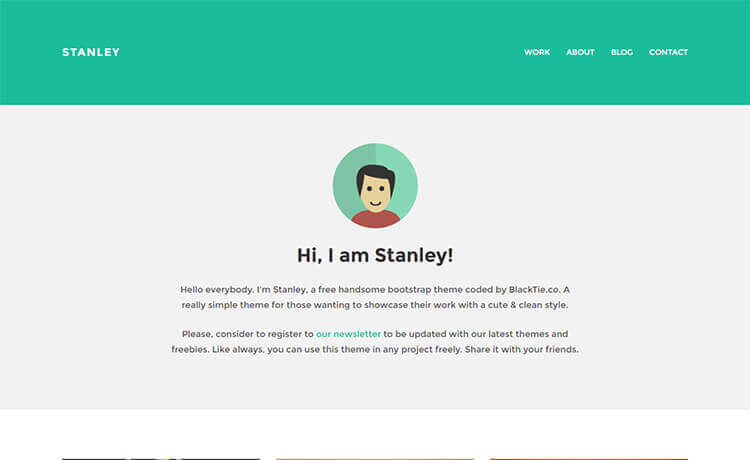 STANLEY
WORK ABOUT BLOG CONTACT
Hi, I am Stanley!
Hello everybody. I'm Stanley, a free handsome bootstrap theme coded by BlackTie.co. A
really simple theme for those wanting to showcase their work with a cute & clean style.
Please, consider to register to our newsletter to be updated with our latest themes and
freebies. Like always, you can use this theme in any project freely. Share it with your friends.